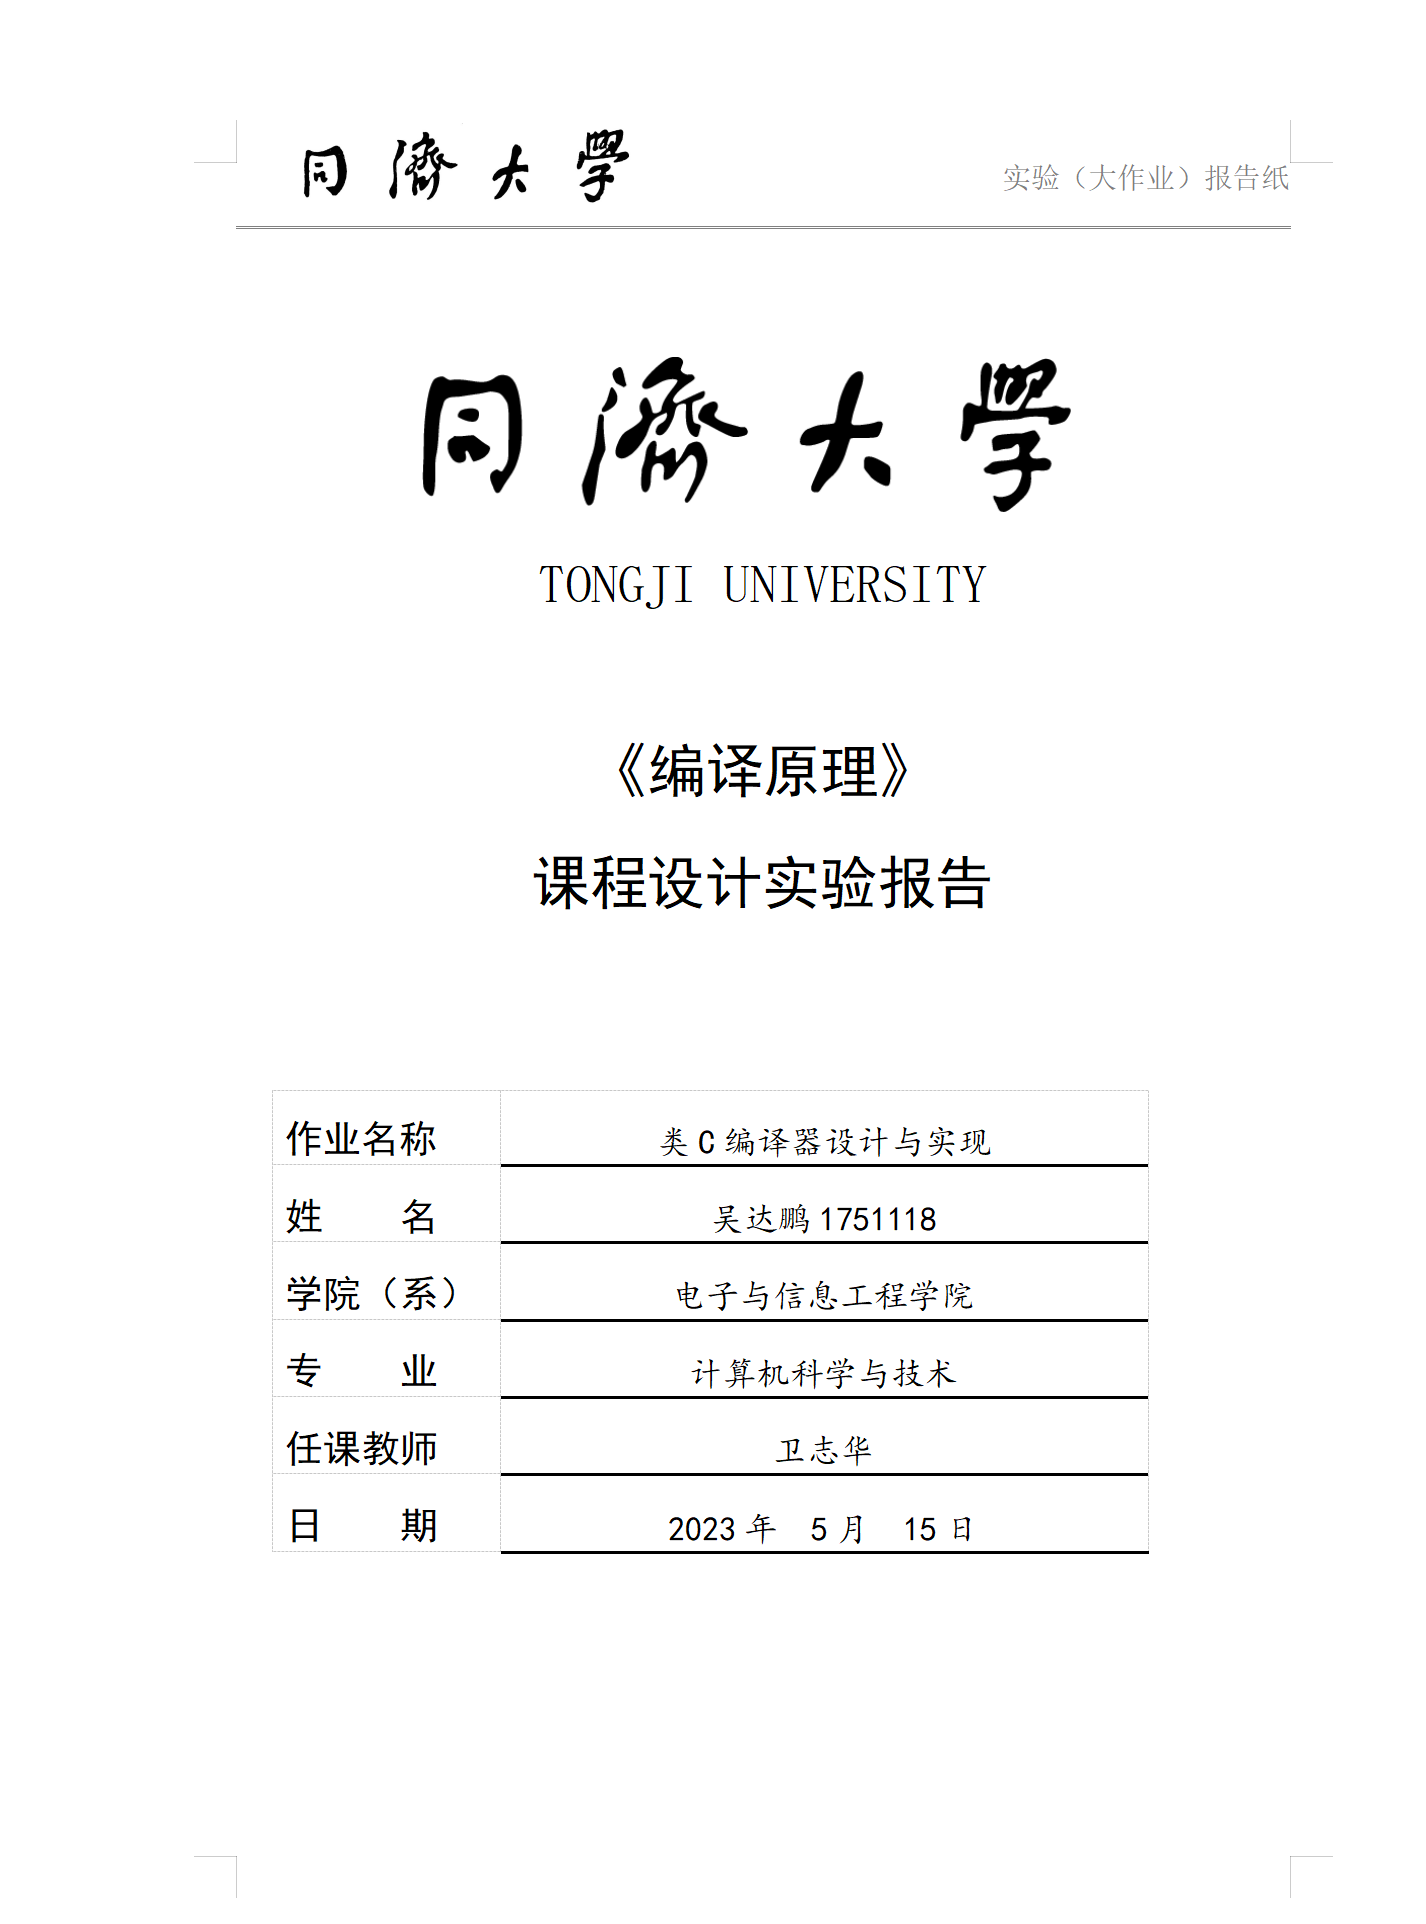 同濟大學
实验（大作业）报告纸
同濟大學
TONGJI UNIVERSITY
《编译原理》
课程设计实验报告
作业名称 类 C 编译器设计与实现
姓 名 吴达鹏 1751118
学院（系） 电子与信息工程学院
专 业 计算机科学与技术
任课教师 卫志华
日 期 2023 年 5 月 15 日